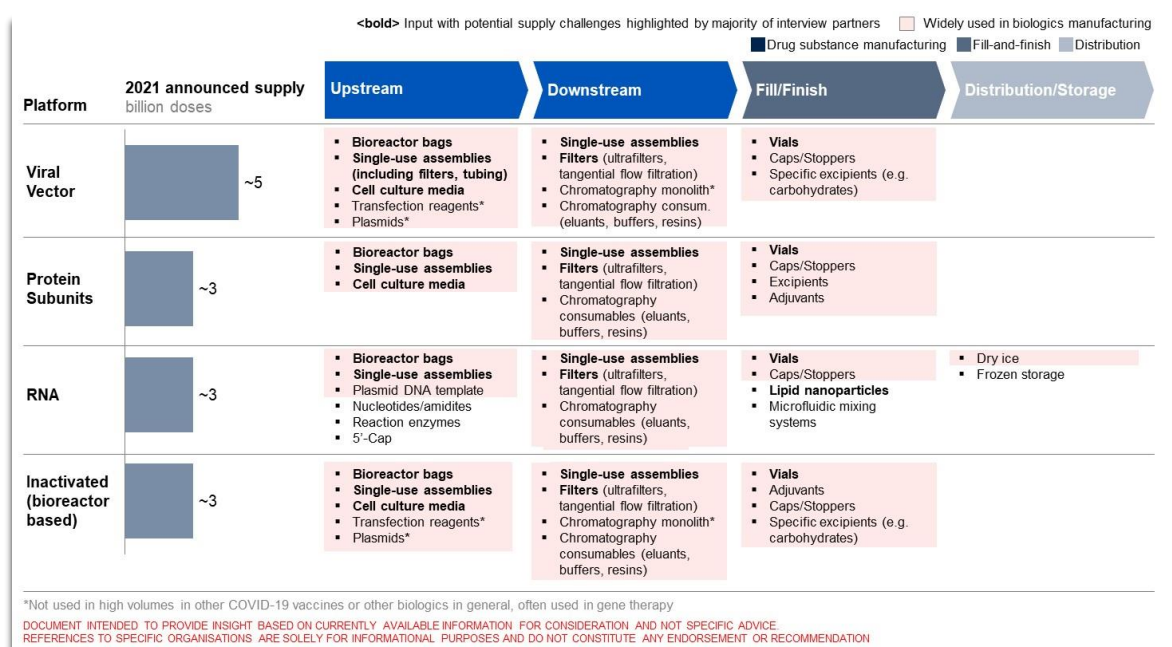 <bold> Input with potential supply challenges highlighted by majority of interview partners
Widely used in biologics manufacturing
Drug substance manufacturing
Fill-and-finish
Distribution
Platform
2021 announced supply
billion doses
Upstream
Downstream
Fill/Finish
Distribution/Storage
Viral
Vector
~5
▪ Bioreactor bags
▪ Single-use assemblies
(including filters, tubing)
▪ Cell culture media
▪ Transfection reagents*
▪ Plasmids*
▪ Single-use assemblies
▪ Filters (ultrafilters,
tangential flow filtration)
▪ Chromatography monolith*
▪ Chromatography consum.
(eluants, buffers, resins)
▪ Vials
▪ Caps/Stoppers
▪ Specific excipients (e.g.
carbohydrates)
Protein
Subunits
~3
▪ Bioreactor bags
▪ Single-use assemblies
▪ Cell culture media
▪ Single-use assemblies
▪ Filters (ultrafilters,
tangential flow filtration)
▪ Chromatography
consumables (eluants,
buffers, resins)
▪ Vials
▪ Caps/Stoppers
▪ Excipients
▪ Adjuvants
RNA
~3
▪ Bioreactor bags
▪ Single-use assemblies
▪ Plasmid DNA template
▪ Nucleotides/amidites
▪ Reaction enzymes
▪ 5’-Cap
▪ Single-use assemblies
▪ Filters (ultrafilters,
tangential flow filtration)
▪ Chromatography
consumables (eluants,
buffers, resins)
▪ Vials
▪ Caps/Stoppers
▪ Lipid nanoparticles
▪ Microfluidic mixing
systems
▪ Dry ice
▪ Frozen storage
Inactivated
(bioreactor
based)
~3
▪ Bioreactor bags
▪ Single-use assemblies
▪ Cell culture media
▪ Transfection reagents*
▪ Plasmids*
▪ Single-use assemblies
▪ Filters (ultrafilters,
tangential flow filtration)
▪ Chromatography monolith*
▪ Chromatography
consumables (eluants,
buffers, resins)
▪ Vials
▪ Adjuvants
▪ Caps/Stoppers
▪ Specific excipients (e.g.
carbohydrates)
*Not used in high volumes in other COVID-19 vaccines or other biologics in general, often used in gene therapy
DOCUMENT INTENDED TO PROVIDE INSIGHT BASED ON CURRENTLY AVAILABLE INFORMATION FOR CONSIDERATION AND NOT SPECIFIC ADVICE.
REFERENCES TO SPECIFIC ORGANISATIONS ARE SOLELY FOR INFORMATIONAL PURPOSES AND DO NOT CONSTITUTE ANY ENDORSEMENT OR RECOMMENDATION